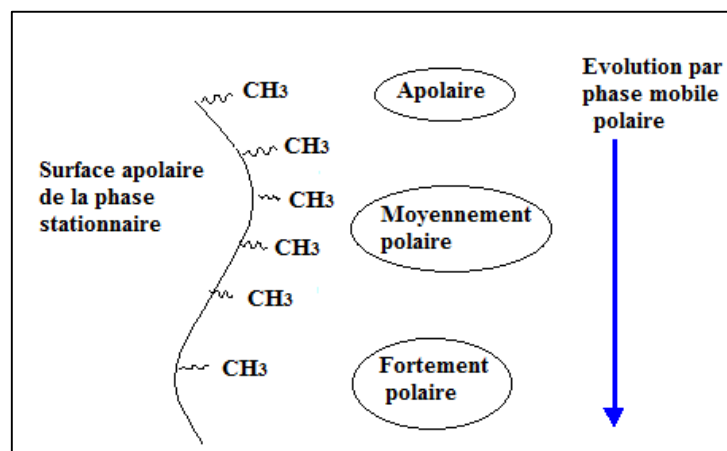 Surface apolaire
de la phase
stationnaire
CH3
CH3
CH3
CH3
CH3
CH3
Apolaire
Moyennement
polaire
Fortement
polaire
Evolution par
phase mobile
polaire